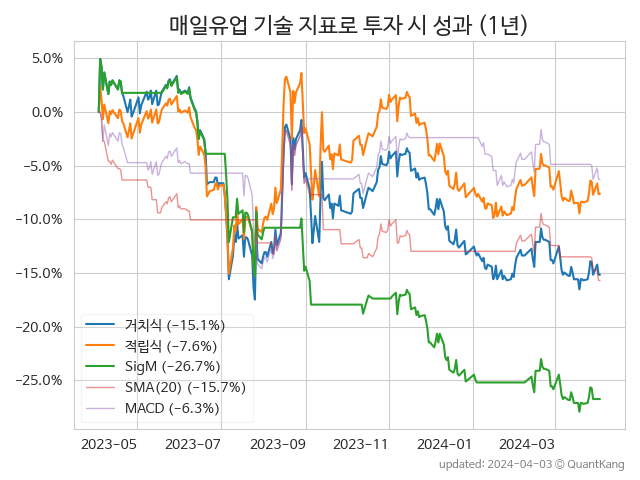 매일유업 기술 지표로 투자 시 성과 (1년)
5.0%
0.0%
−5.0%
−10.0%
−15.0%
−20.0%
−25.0%
거치식 (−15.1%)
적립식 (−7.6%)
SigM (−26.7%)
SMA(20) (−15.7%)
MACD (−6.3%)
2023-05
2023-07
2023-09
2023-11
2024-01
2024-03
updated: 2024-04-03 © QuantKang